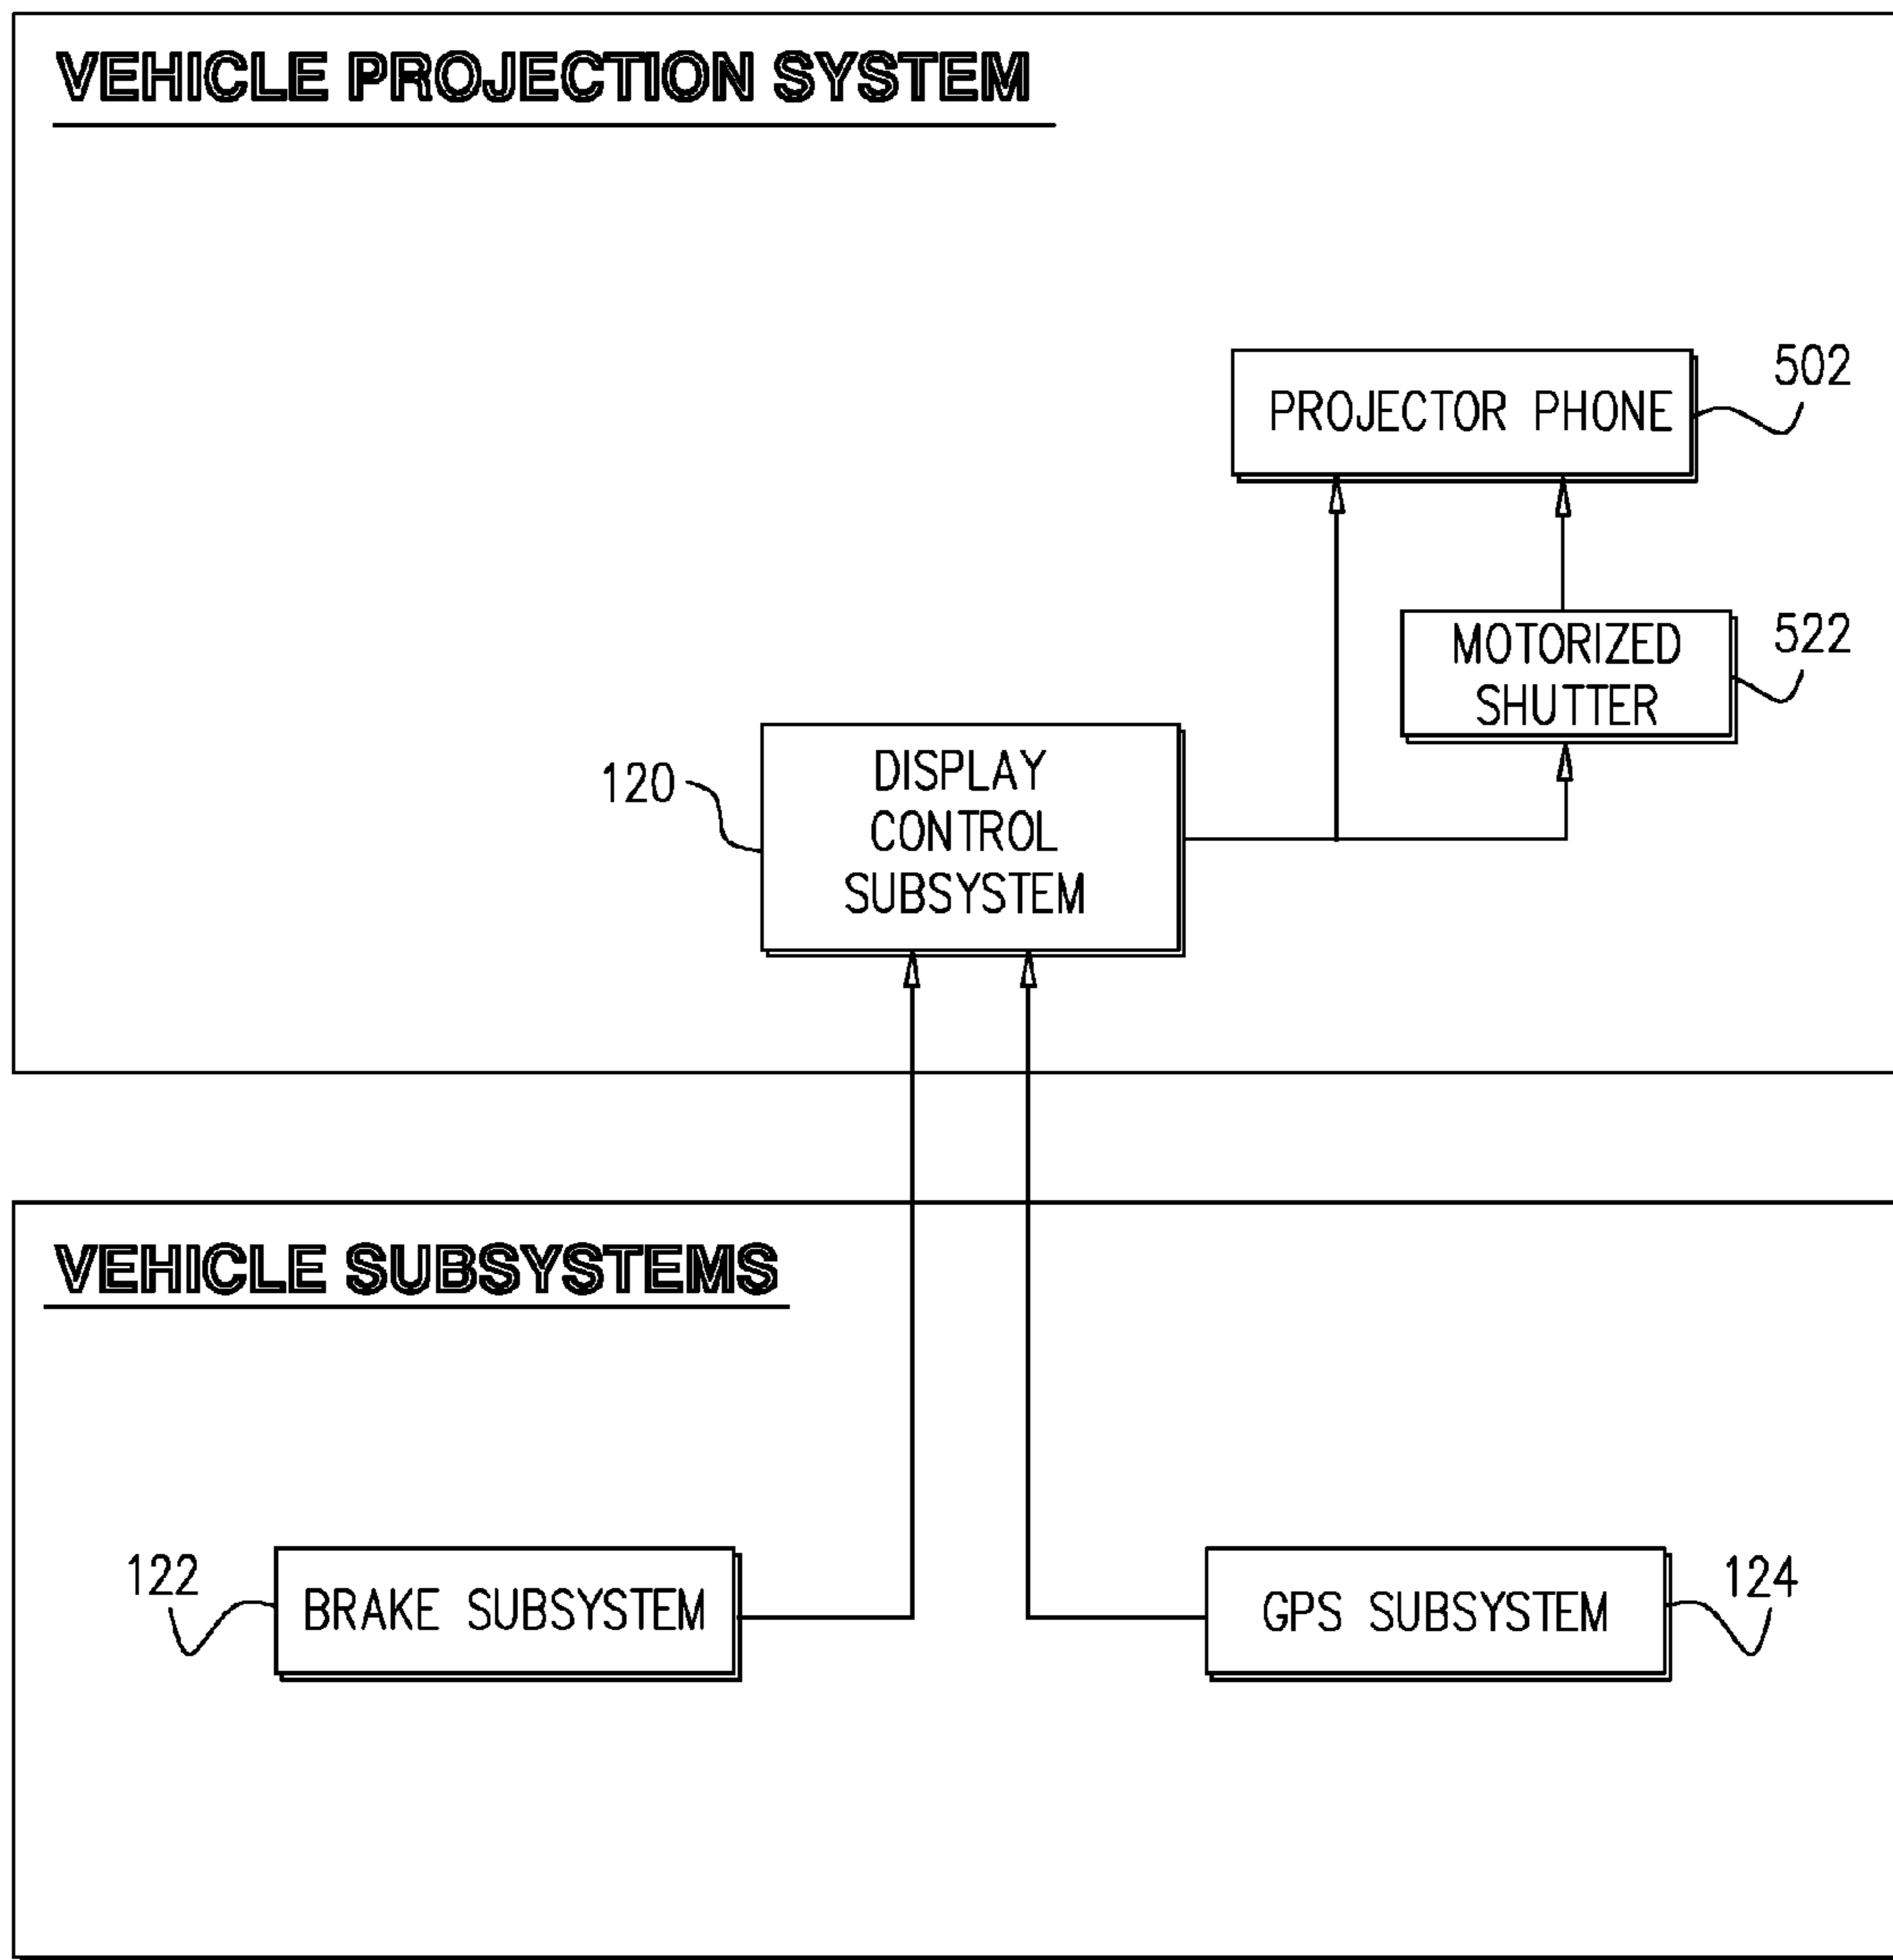 VEHICLE PROJECTION SYSTEM
PROJECTOR PHONE
502
MOTORIZED
SHUTTER
522
120
DISPLAY
CONTROL
SUBSYSTEM
VEHICLE SUBSYSTEMS
122
BRAKE SUBSYSTEM
GPS SUBSYSTEM
124